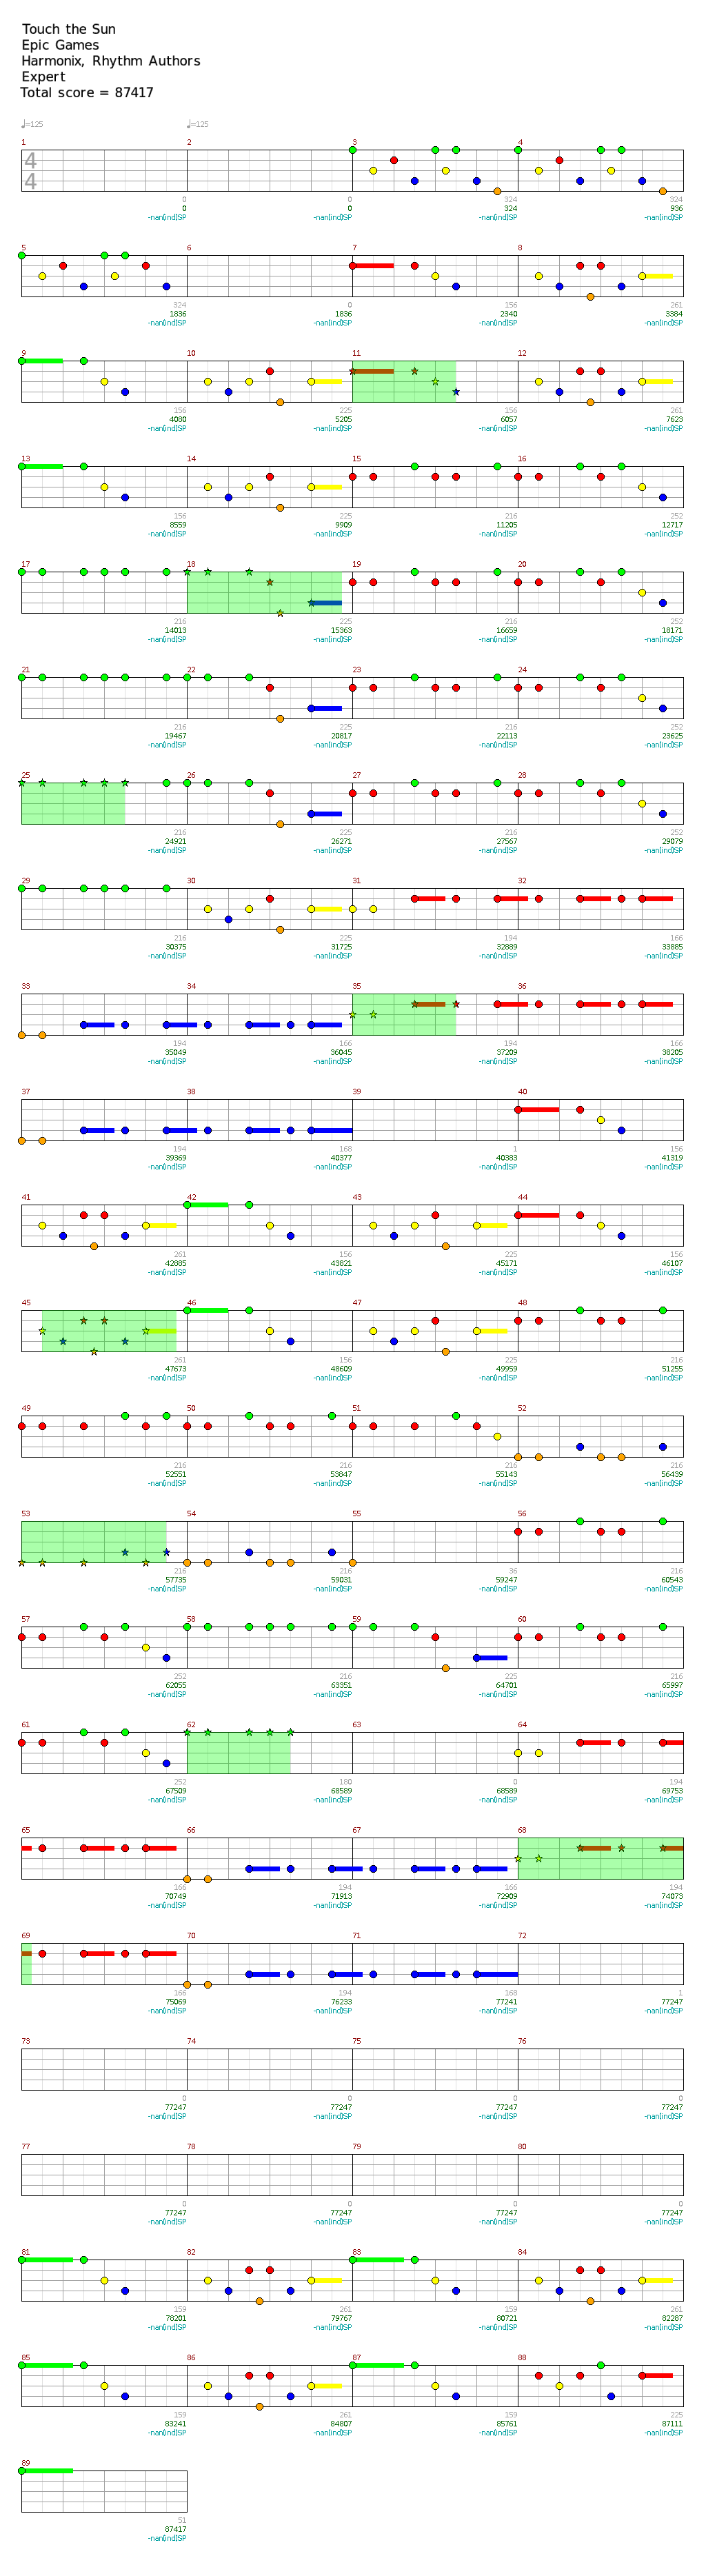 Touch the Sun
Epic Games
Harmonix, Rhythm Authors
Expert
Total score = 87417
♩=125 ♩=125
1 2 3 4
4
4
0 0 324 324
0 0 324 936
-nan(ind)SP -nan(ind)SP -nan(ind)SP -nan(ind)SP
5 6 7 8
324 0 156 261
1836 1836 2340 3384
-nan(ind)SP -nan(ind)SP -nan(ind)SP -nan(ind)SP
9 10 11 12
156 225 156 261
4080 5205 6057 7623
-nan(ind)SP -nan(ind)SP -nan(ind)SP -nan(ind)SP
13 14 15 16
156 225 216 252
8559 9909 11205 12717
-nan(ind)SP -nan(ind)SP -nan(ind)SP -nan(ind)SP
17 18 19 20
216 225 216 252
14013 15363 16659 18171
-nan(ind)SP -nan(ind)SP -nan(ind)SP -nan(ind)SP
21 22 23 24
216 225 216 252
19467 20817 22113 23625
-nan(ind)SP -nan(ind)SP -nan(ind)SP -nan(ind)SP
25 26 27 28
216 225 216 252
24921 26271 27567 29079
-nan(ind)SP -nan(ind)SP -nan(ind)SP -nan(ind)SP
29 30 31 32
216 225 194 166
30375 31725 32889 33885
-nan(ind)SP -nan(ind)SP -nan(ind)SP -nan(ind)SP
33 34 35 36
194 166 194 166
35049 36045 37209 38205
-nan(ind)SP -nan(ind)SP -nan(ind)SP -nan(ind)SP
37 38 39 40
194 168 1 156
39369 40377 40383 41319
-nan(ind)SP -nan(ind)SP -nan(ind)SP -nan(ind)SP
41 42 43 44
261 156 225 156
42885 43821 45171 46107
-nan(ind)SP -nan(ind)SP -nan(ind)SP -nan(ind)SP
45 46 47 48
261 156 225 216
47673 48609 49959 51255
-nan(ind)SP -nan(ind)SP -nan(ind)SP -nan(ind)SP
49 50 51 52
216 216 216 216
52551 53847 55143 56439
-nan(ind)SP -nan(ind)SP -nan(ind)SP -nan(ind)SP
53 54 55 56
216 216 36 216
57735 59031 59247 60543
-nan(ind)SP -nan(ind)SP -nan(ind)SP -nan(ind)SP
57 58 59 60
252 216 225 216
62055 63351 64701 65997
-nan(ind)SP -nan(ind)SP -nan(ind)SP -nan(ind)SP
61 62 63 64
252 180 0 194
67509 68589 68589 69753
-nan(ind)SP -nan(ind)SP -nan(ind)SP -nan(ind)SP
65 66 67 68
166 194 166 194
70749 71913 72909 74073
-nan(ind)SP -nan(ind)SP -nan(ind)SP -nan(ind)SP
69 70 71 72
166 194 168 1
75069 76233 77241 77247
-nan(ind)SP -nan(ind)SP -nan(ind)SP -nan(ind)SP
73 74 75 76
0 0 0 0
77247 77247 77247 77247
-nan(ind)SP -nan(ind)SP -nan(ind)SP -nan(ind)SP
77 78 79 80
0 0 0 0
77247 77247 77247 77247
-nan(ind)SP -nan(ind)SP -nan(ind)SP -nan(ind)SP
81 82 83 84
159 261 159 261
78201 79767 80721 82287
-nan(ind)SP -nan(ind)SP -nan(ind)SP -nan(ind)SP
85 86 87 88
159 261 159 225
83241 84807 85761 87111
-nan(ind)SP -nan(ind)SP -nan(ind)SP -nan(ind)SP
89
51
87417
-nan(ind)SP